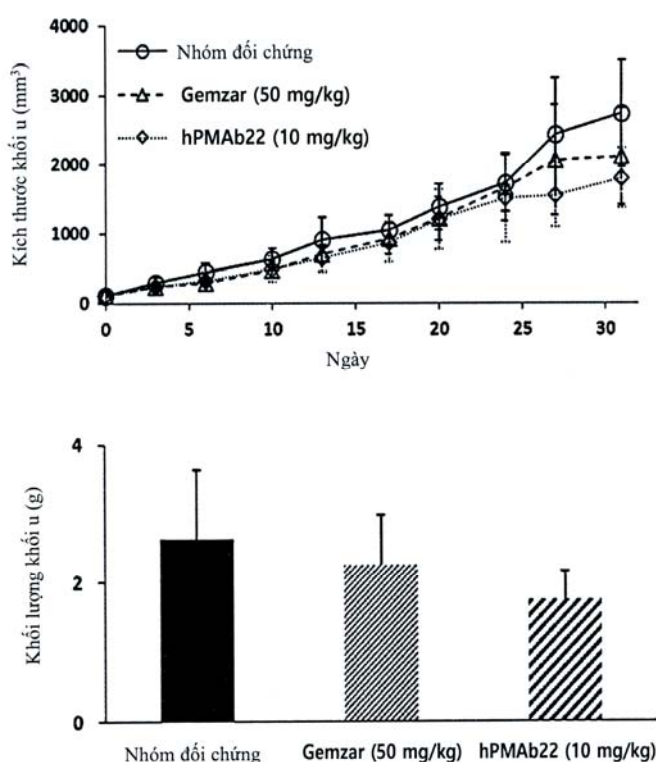 4000
3000
2000
1000
0
Kích thước khối u (mm³)
Nhóm đối chứng
Gemzar (50 mg/kg)
hPMAb22 (10 mg/kg)
0 5 10 15 20 25 30
Ngày
4
2
0
Khối lượng khối u (g)
Nhóm đối chứng Gemzar (50 mg/kg) hPMAb22 (10 mg/kg)